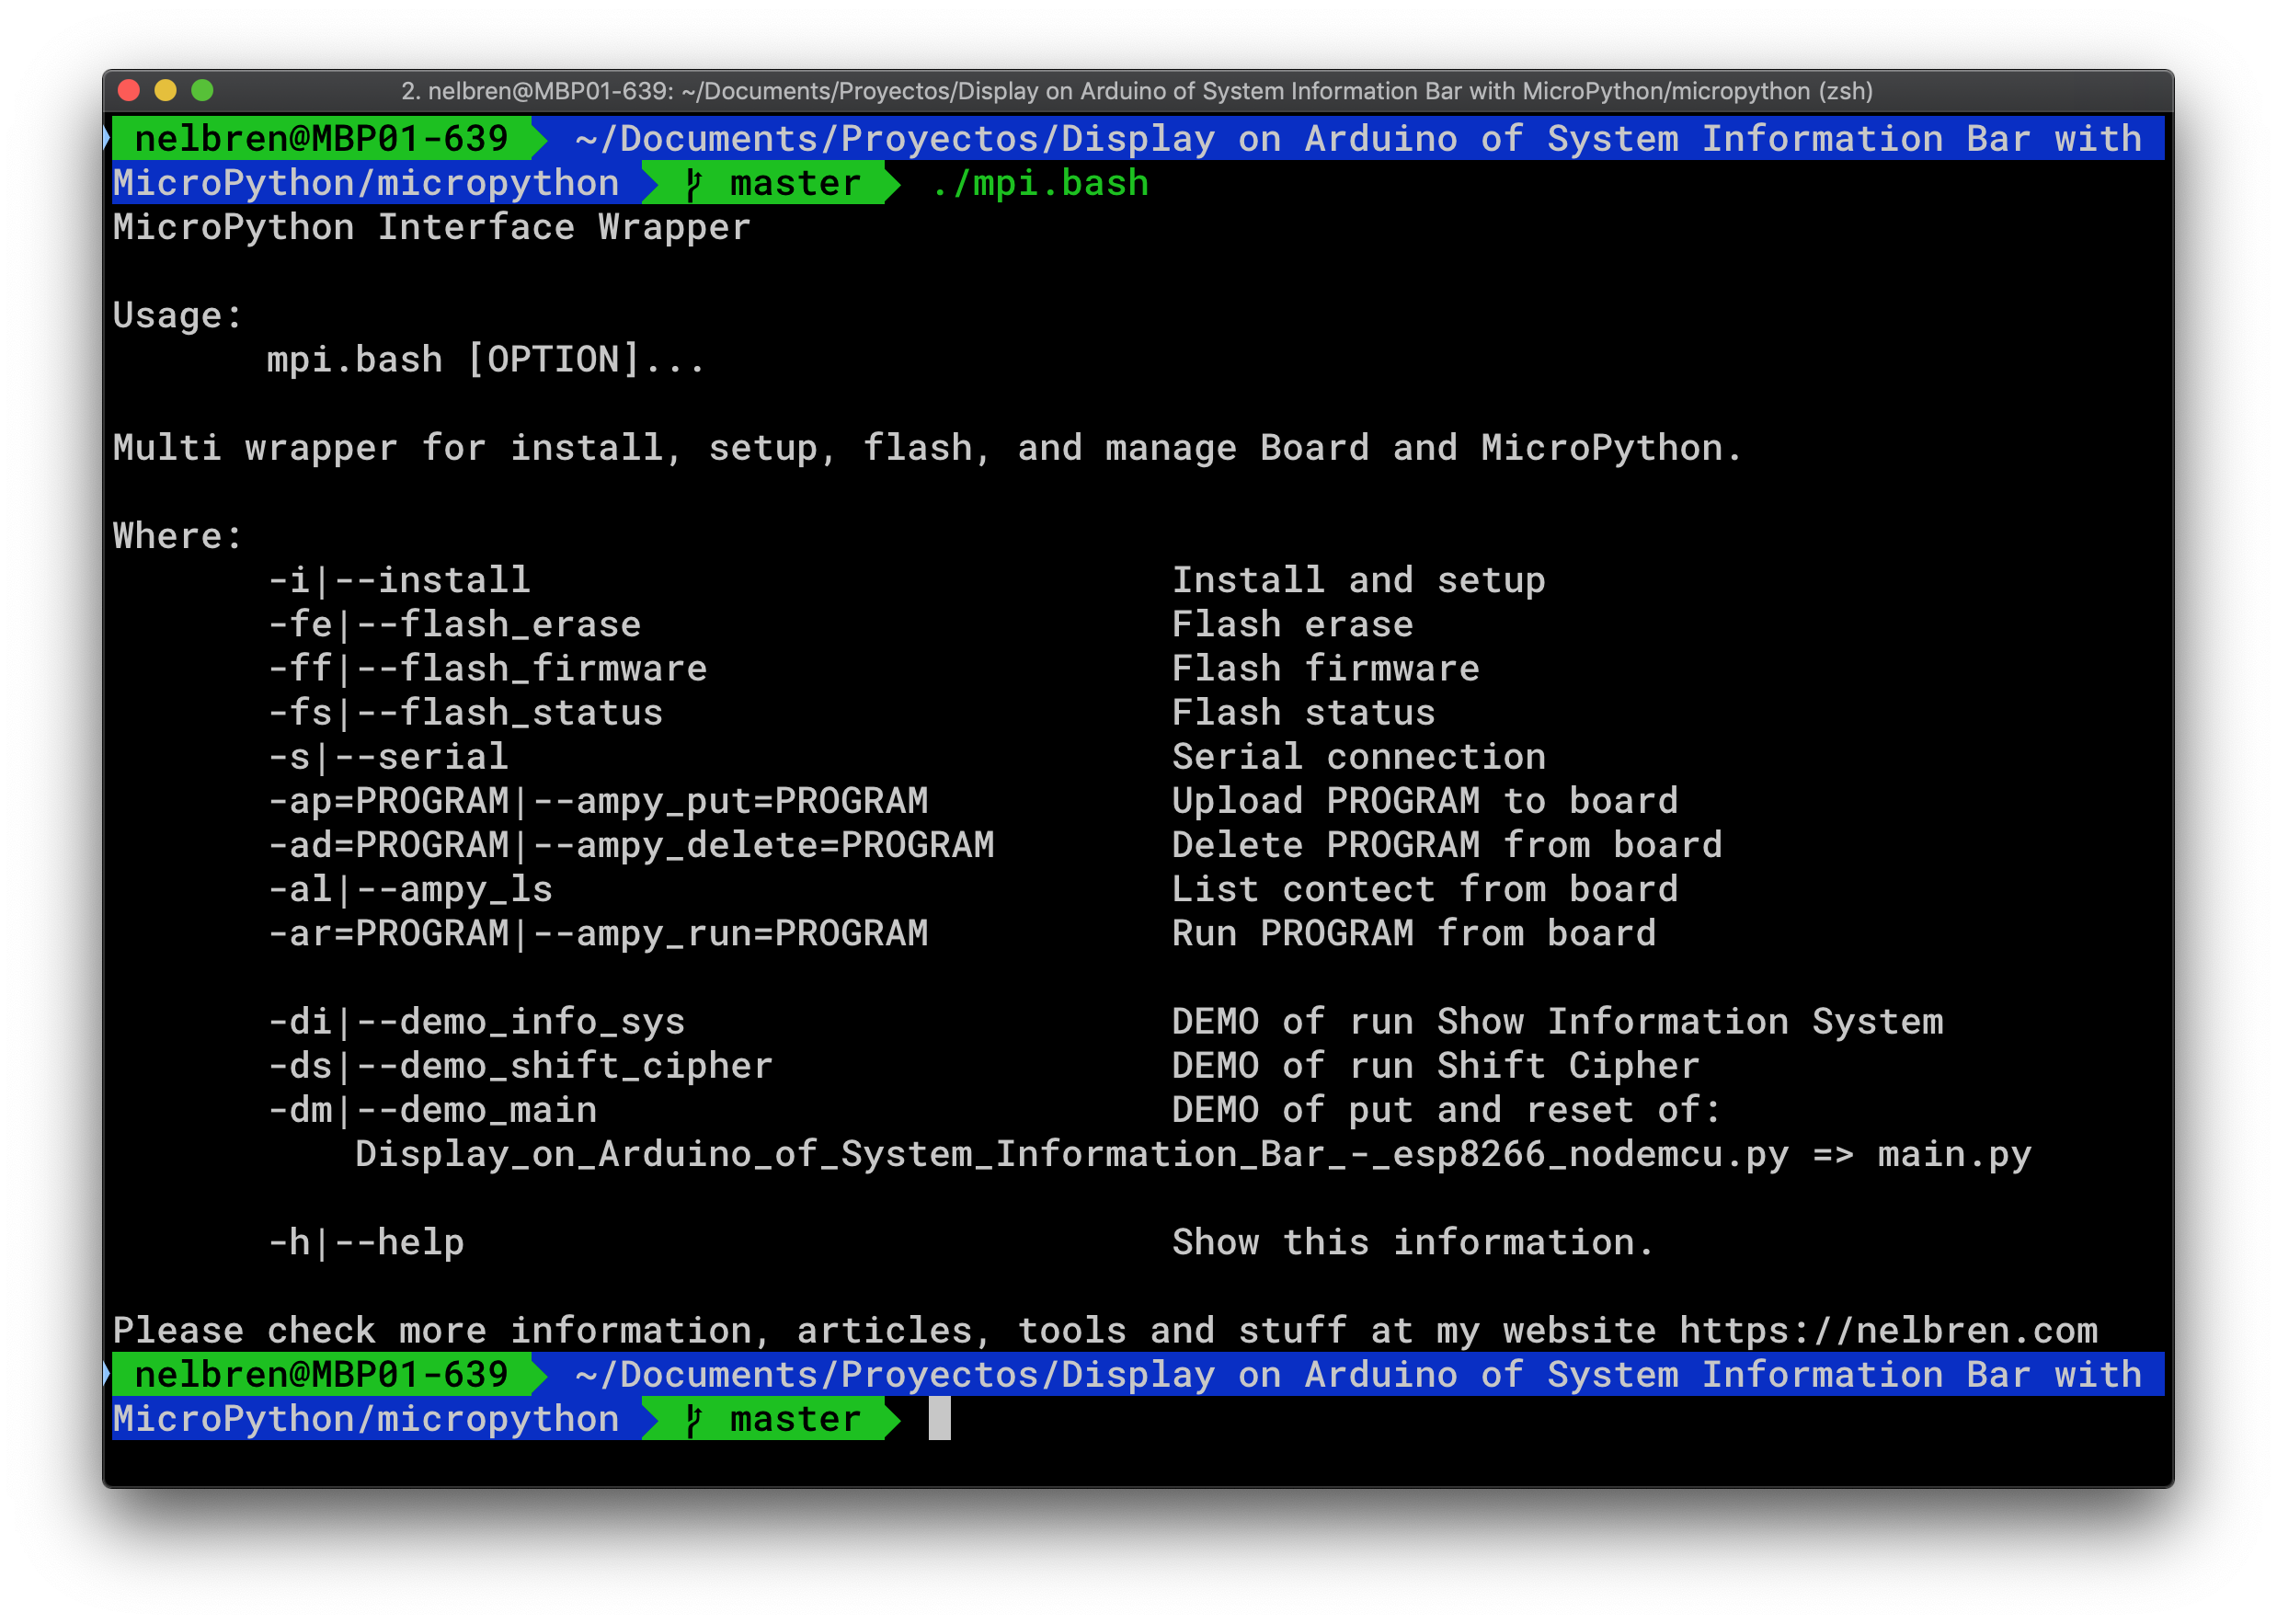 2. nelbren@MBP01-639: ~/Documents/Proyectos/Display on Arduino of System Information Bar with MicroPython/micropython (zsh)
nelbren@MBP01-639 ~/Documents/Proyectos/Display on Arduino of System Information Bar with
MicroPython/micropython master ./mpi.bash
MicroPython Interface Wrapper
Usage:
mpi.bash [OPTION]...
Multi wrapper for install, setup, flash, and manage Board and MicroPython.
Where:
-i|--install Install and setup
-fe|--flash_erase Flash erase
-ff|--flash_firmware Flash firmware
-fs|--flash_status Flash status
-s|--serial Serial connection
-ap=PROGRAM|--ampy_put=PROGRAM Upload PROGRAM to board
-ad=PROGRAM|--ampy_delete=PROGRAM Delete PROGRAM from board
-al|--ampy_ls List contect from board
-ar=PROGRAM|--ampy_run=PROGRAM Run PROGRAM from board
-di|--demo_info_sys DEMO of run Show Information System
-ds|--demo_shift_cipher DEMO of run Shift Cipher
-dm|--demo_main DEMO of put and reset of:
Display_on_Arduino_of_System_Information_Bar_-_esp8266_nodemcu.py => main.py
-h|--help Show this information.
Please check more information, articles, tools and stuff at my website https://nelbren.com
nelbren@MBP01-639 ~/Documents/Proyectos/Display on Arduino of System Information Bar with
MicroPython/micropython master